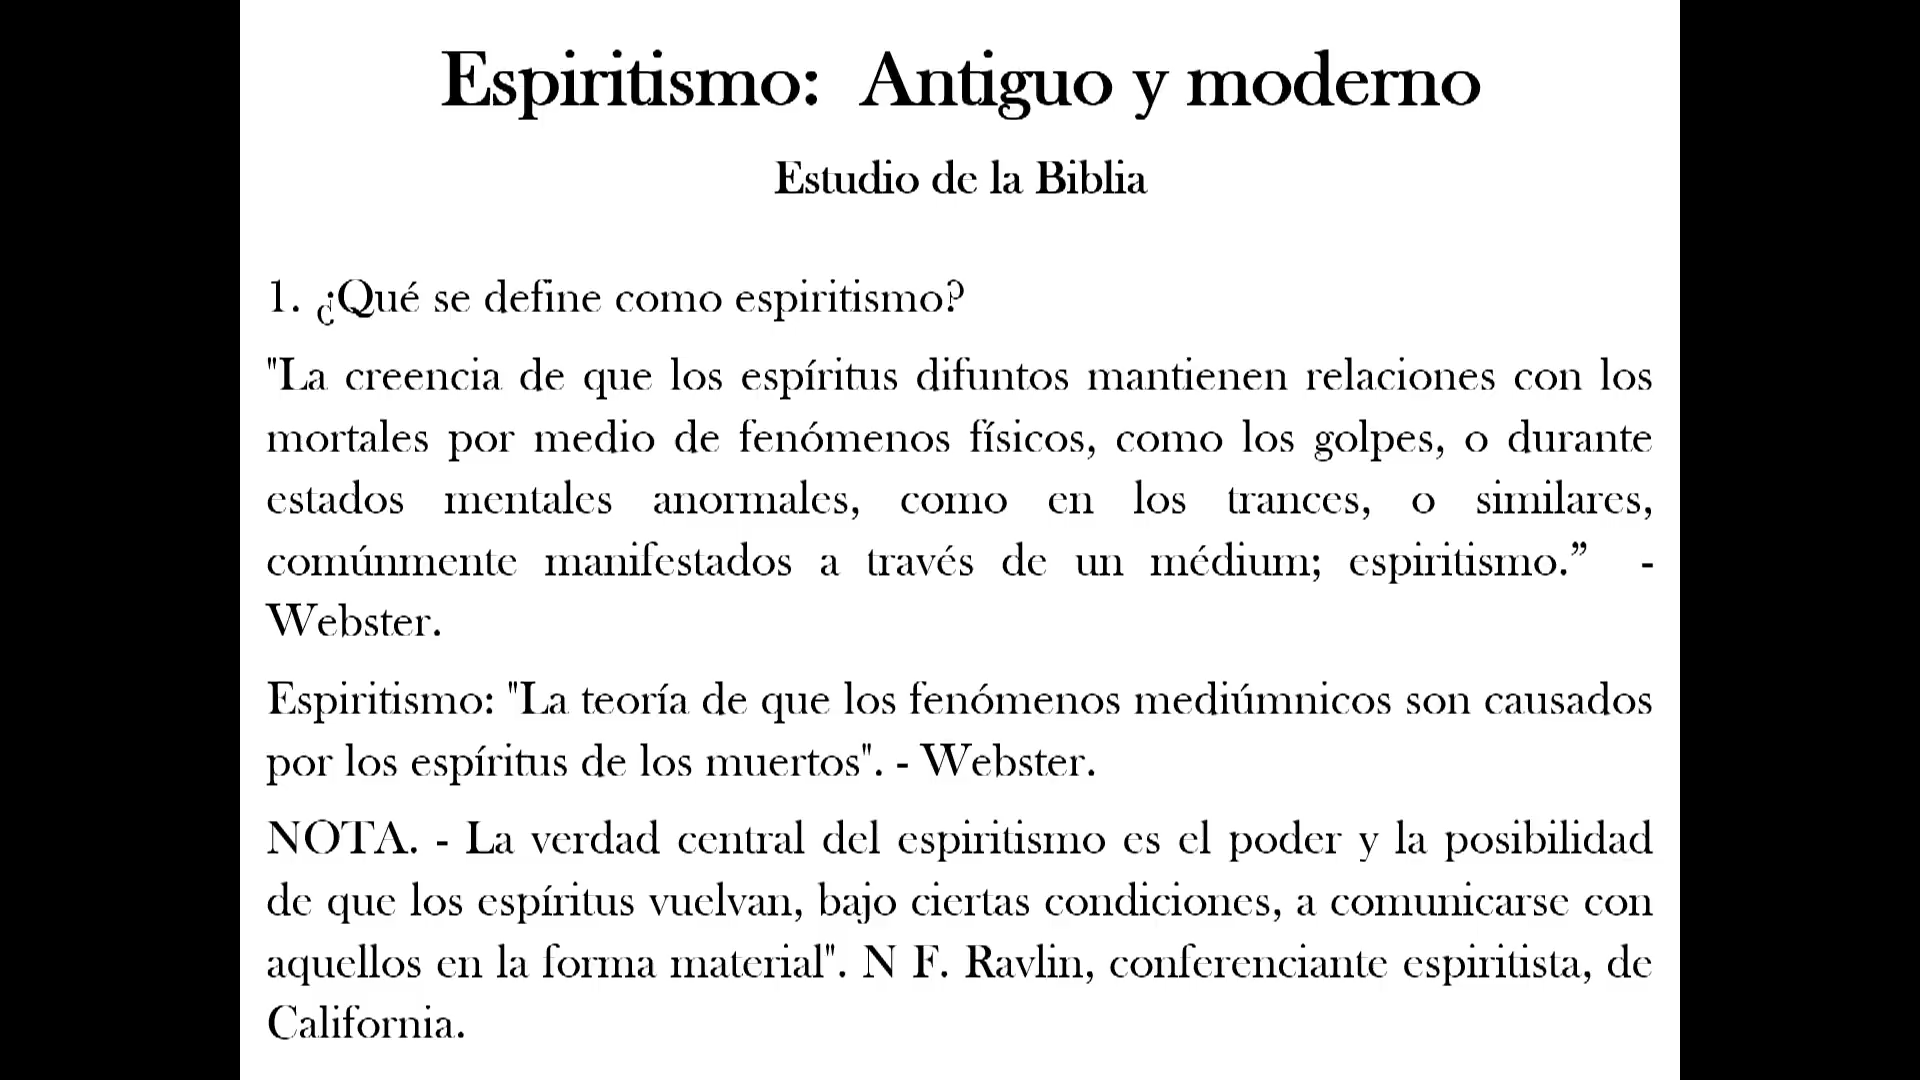 Espiritismo: Antiguo y moderno
Estudio de la Biblia
1. ¿Qué se define como espiritismo?
"La creencia de que los espíritus difuntos mantienen relaciones con los
mortales por medio de fenómenos físicos, como los golpes, o durante
estados mentales anormales, como en los trances, o similares,
comúnmente manifestados a través de un médium; espiritismo.” -
Webster.
Espiritismo: "La teoría de que los fenómenos mediúmnicos son causados
por los espíritus de los muertos". - Webster.
NOTA. - La verdad central del espiritismo es el poder y la posibilidad
de que los espíritus vuelvan, bajo ciertas condiciones, a comunicarse con
aquellos en la forma material". N F. Ravlin, conferenciante espiritista, de
California.